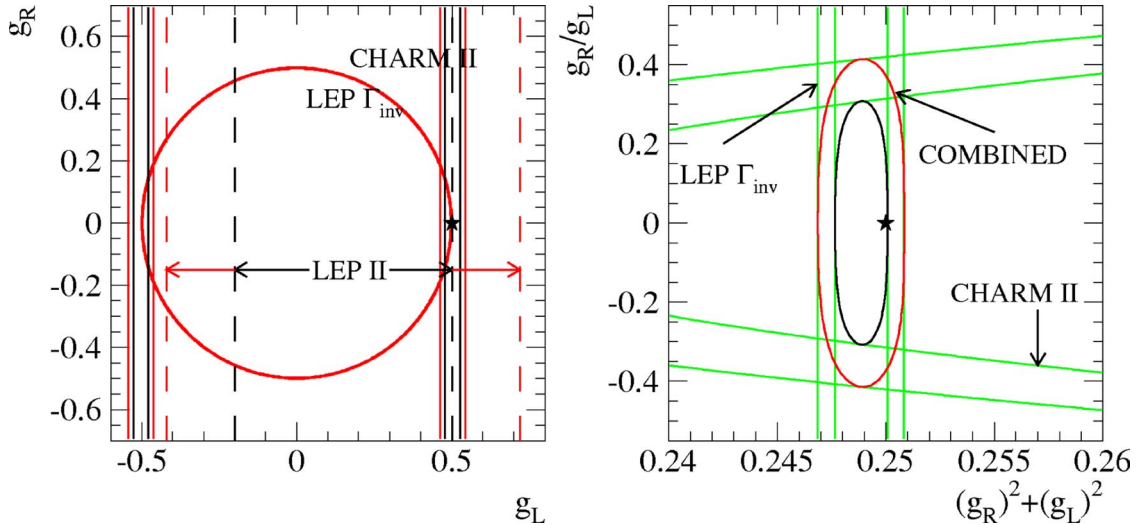 g_R
0.6
0.4
0.2
0
-0.2
-0.4
-0.6
CHARM II
LEP Γ_inv
LEP II
-0.5
0
0.5
g_L
g_R/g_L
0.4
0.2
0
-0.2
-0.4
LEP Γ_inv
COMBINED
CHARM II
0.24
0.245
0.25
0.255
0.26
(g_R)²+(g_L)²